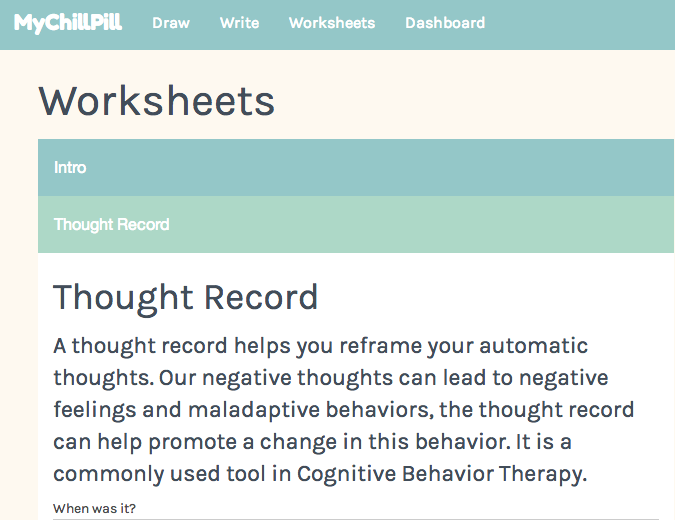 MyChillPill Draw Write Worksheets Dashboard
Worksheets
Intro
Thought Record
Thought Record
A thought record helps you reframe your automatic
thoughts. Our negative thoughts can lead to negative
feelings and maladaptive behaviors, the thought record
can help promote a change in this behavior. It is a
commonly used tool in Cognitive Behavior Therapy.
When was it?